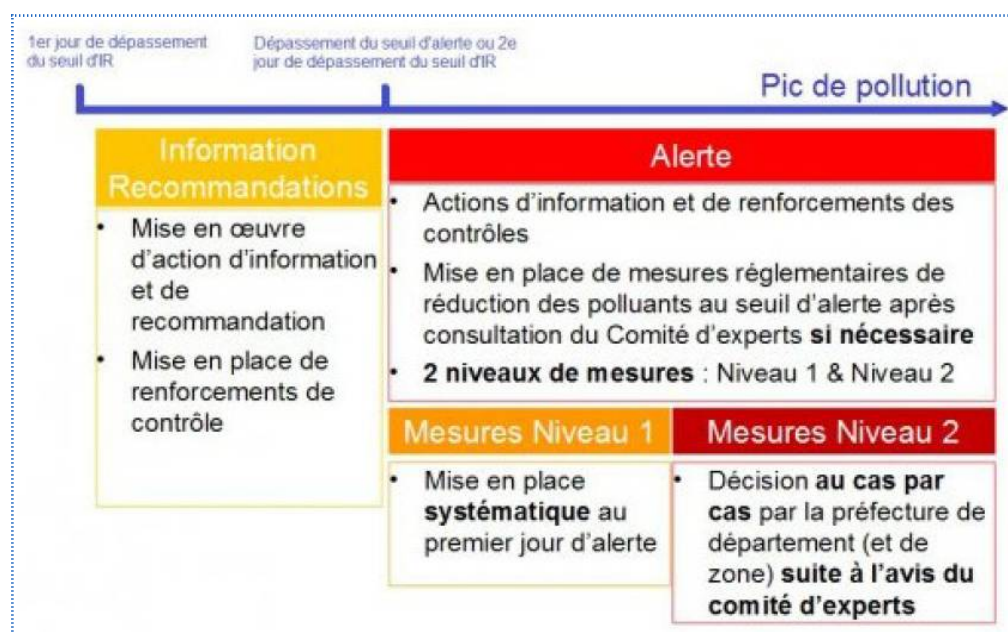 1er jour de dépassement
du seuil d'IR
Dépassement du seuil d'alerte ou 2e
jour de dépassement du seuil d'IR
Pic de pollution
Information
Recommandations
• Mise en œuvre
d'action d'information
et de
recommandation
• Mise en place de
renforcements de
contrôle
Alerte
• Actions d'information et de renforcements des
contrôles
• Mise en place de mesures réglementaires de
réduction des polluants au seuil d'alerte après
consultation du Comité d'experts si nécessaire
• 2 niveaux de mesures : Niveau 1 & Niveau 2
Mesures Niveau 1
• Mise en place
systématique au
premier jour d'alerte
Mesures Niveau 2
• Décision au cas par
cas par la préfecture de
département (et de
zone) suite à l'avis du
comité d'experts